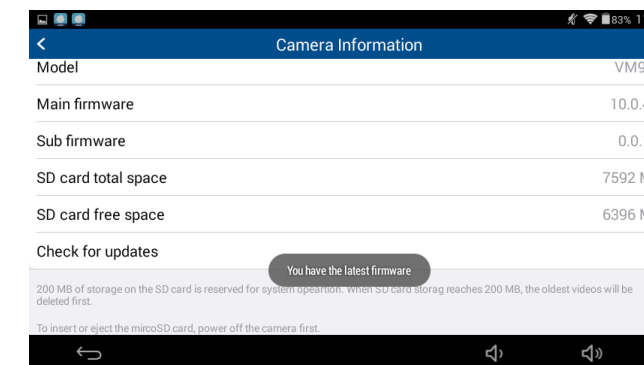 83% 1
Camera Information
Model VM9
Main firmware 10.0.
Sub firmware 0.0.
SD card total space 7592
SD card free space 6396
Check for updates
You have the latest firmware
200 MB of storage on the SD card is reserved for system opeartion. When SD card storag reaches 200 MB, the oldest videos will be
deleted first.
To insert or eject the mircoSD card, power off the camera first.